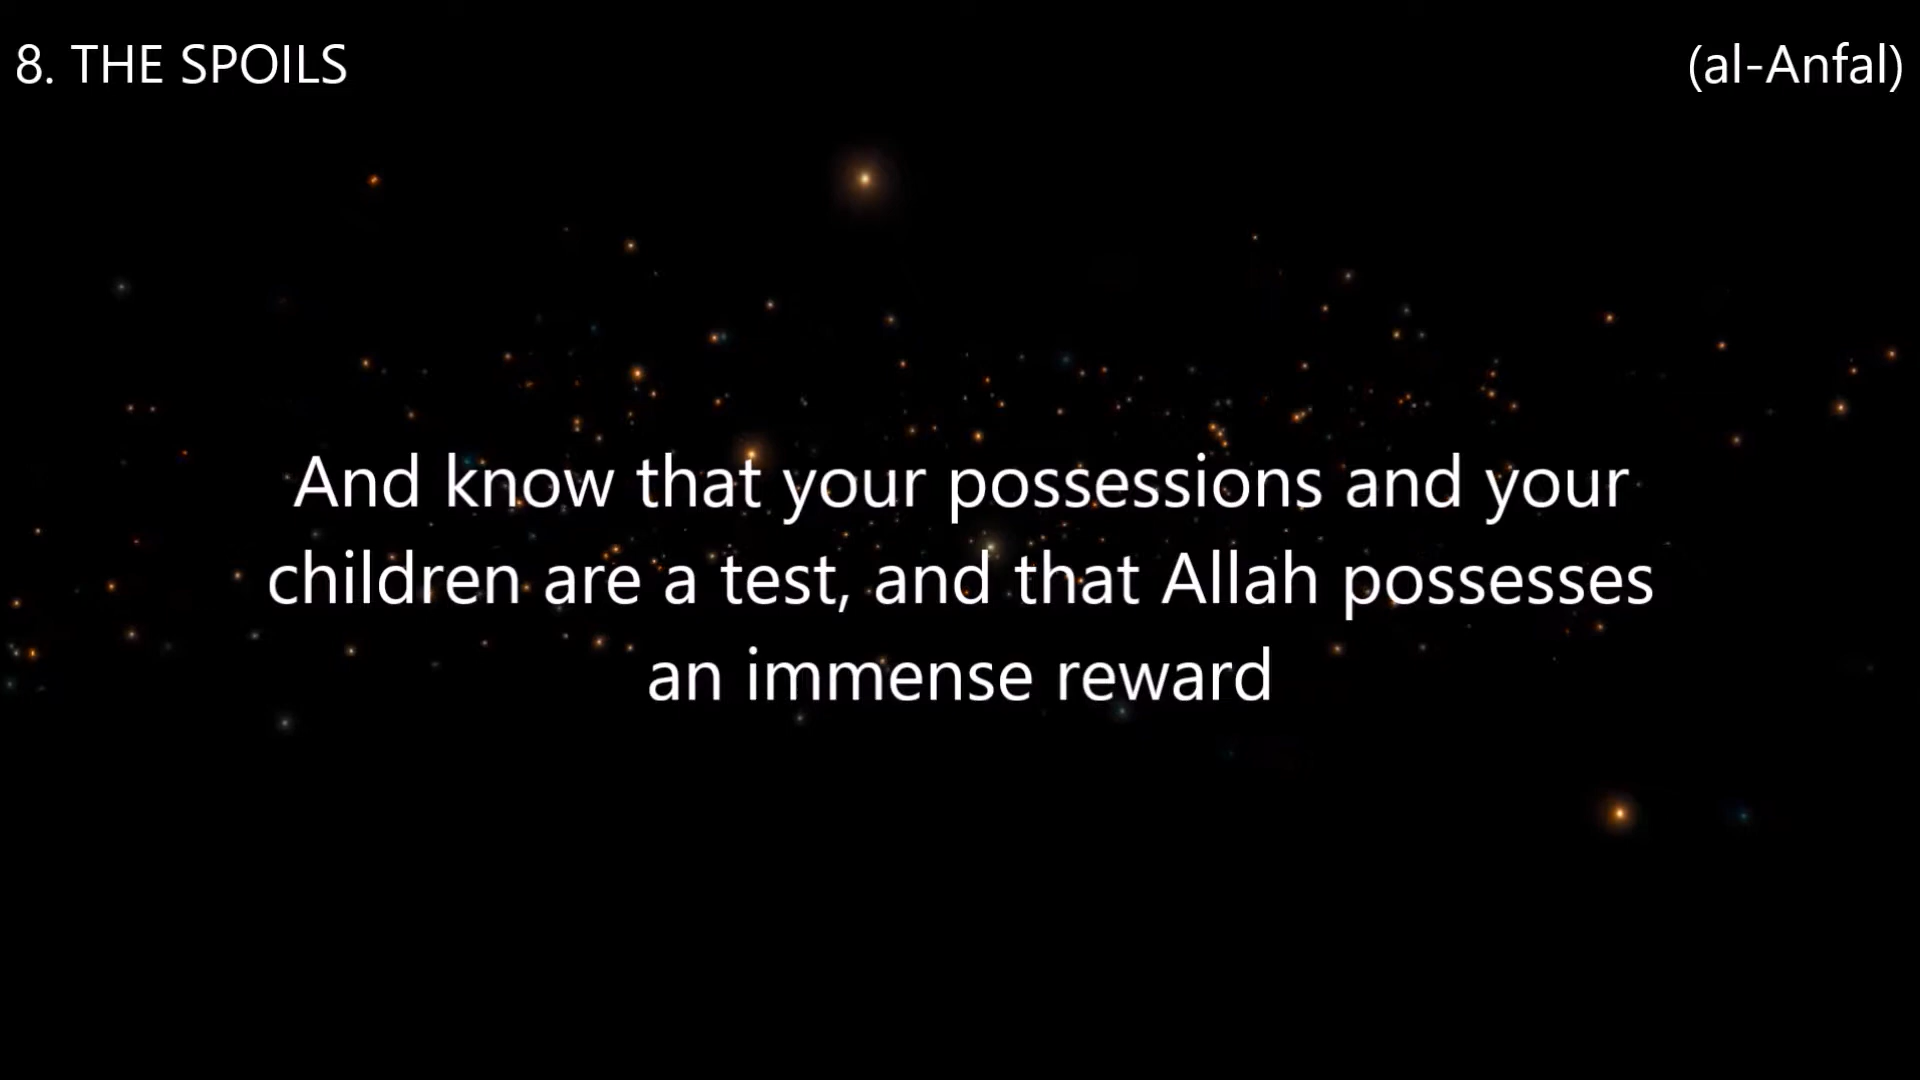 8. THE SPOILS
(al-Anfal)
And know that your possessions and your
children are a test, and that Allah possesses
an immense reward